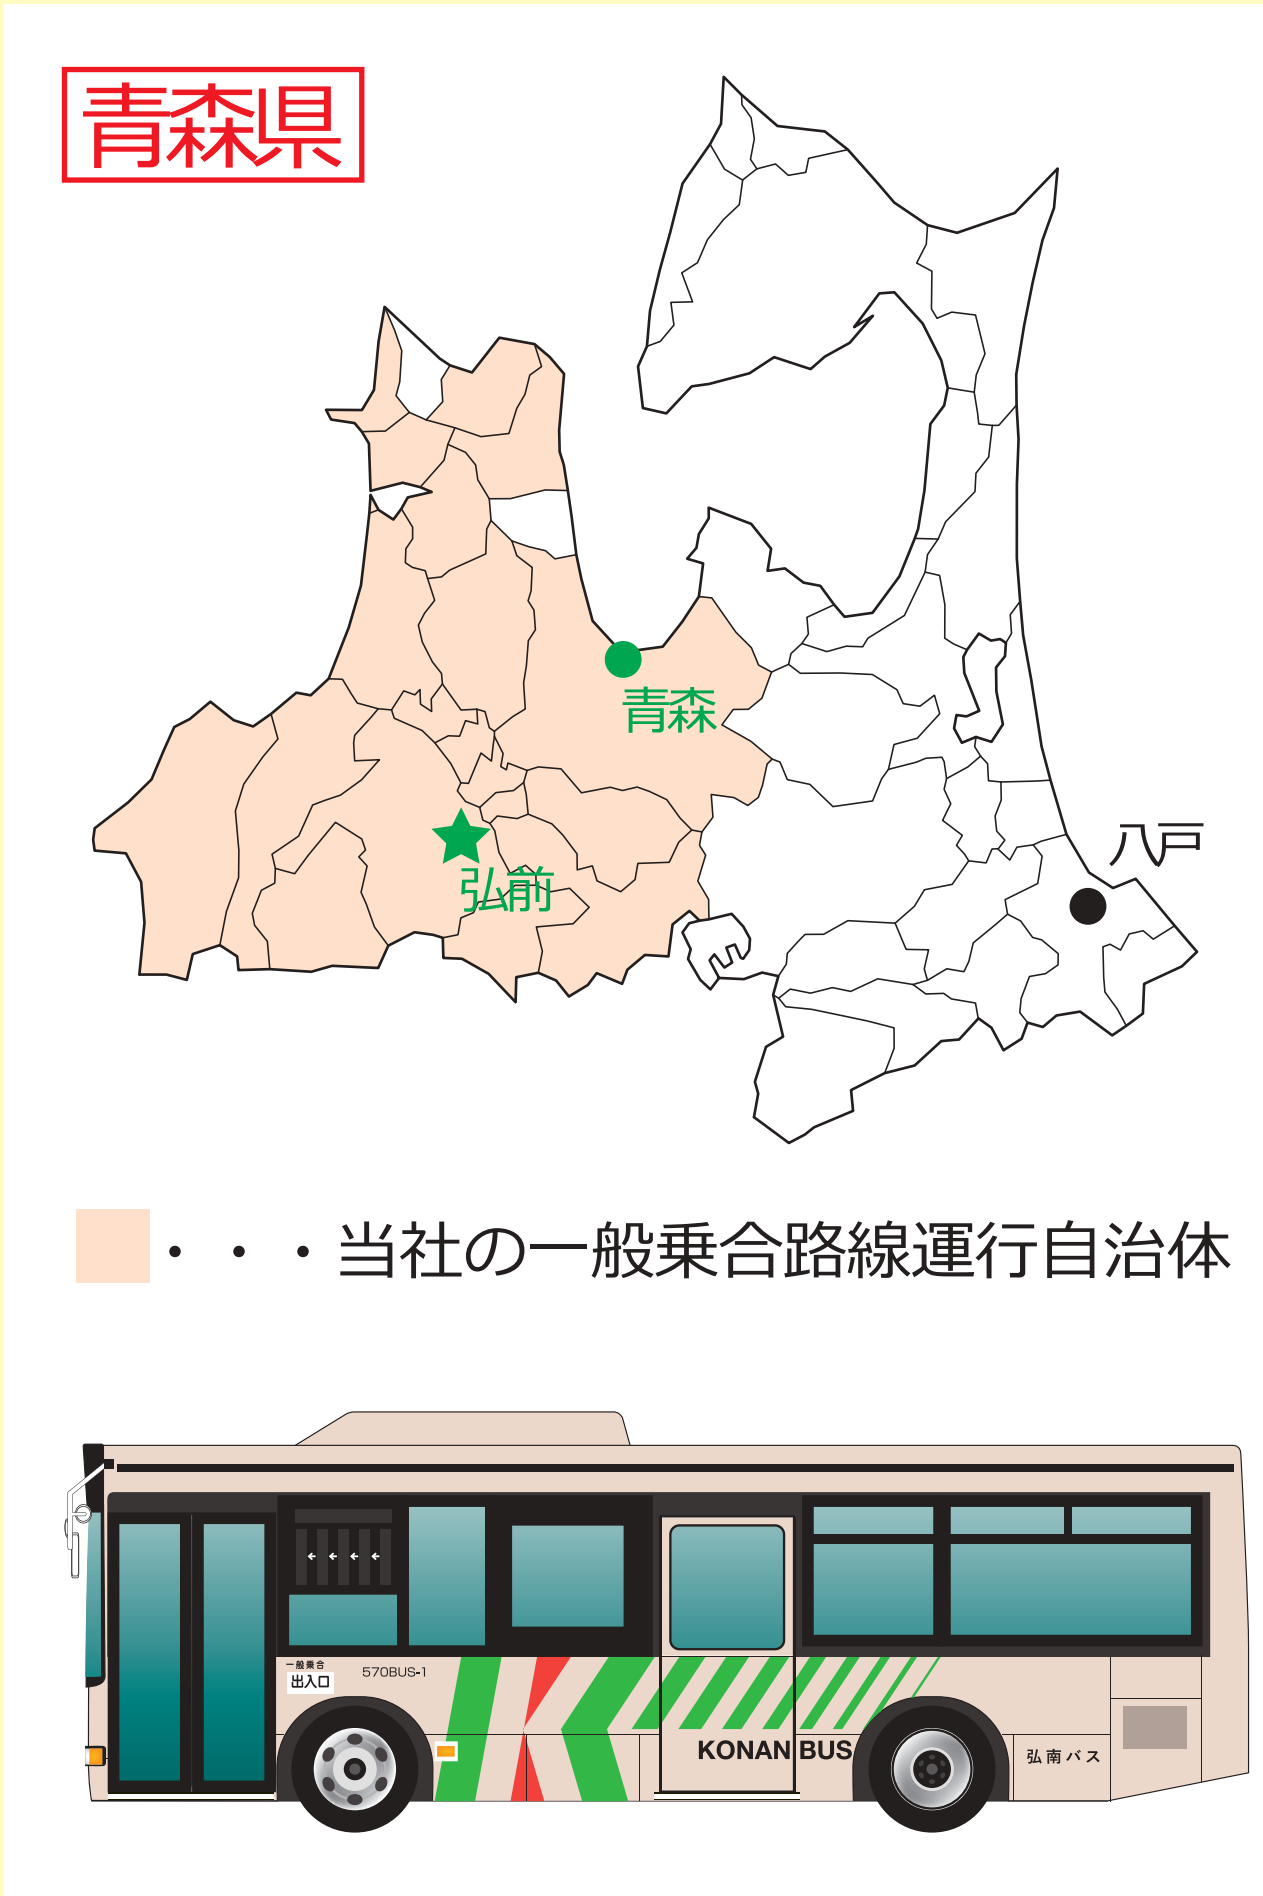 青森県
青森
八戸
弘前
・・・当社の一般乗合路線運行自治体
一般乗合
出入口
570BUS-1
KONAN BUS
弘南バス